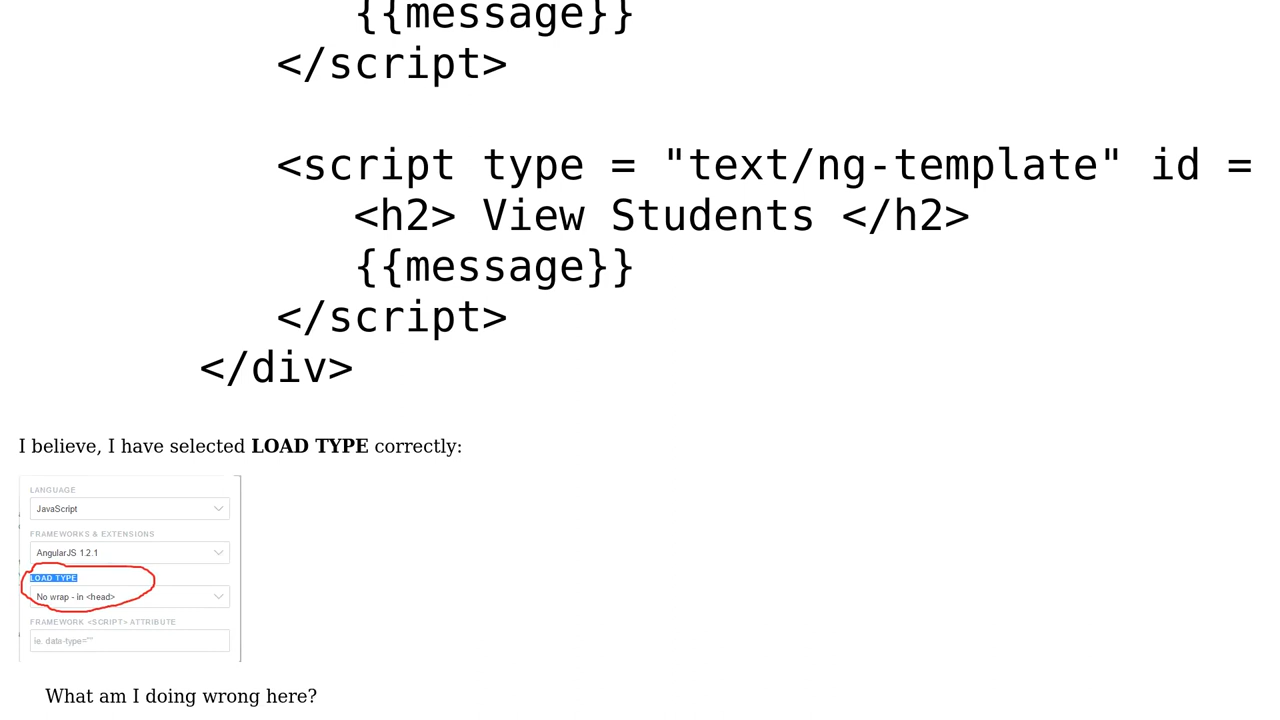 {{message}}
</script>
<script type = "text/ng-template" id =
<h2> View Students </h2>
{{message}}
</script>
</div>
I believe, I have selected LOAD TYPE correctly:
LANGUAGE
JavaScript
FRAMEWORKS & EXTENSIONS
AngularJS 1.2.1
LOAD TYPE
No wrap - in <head>
FRAMEWORK <SCRIPT> ATTRIBUTE
ie. data-type=""
What am I doing wrong here?